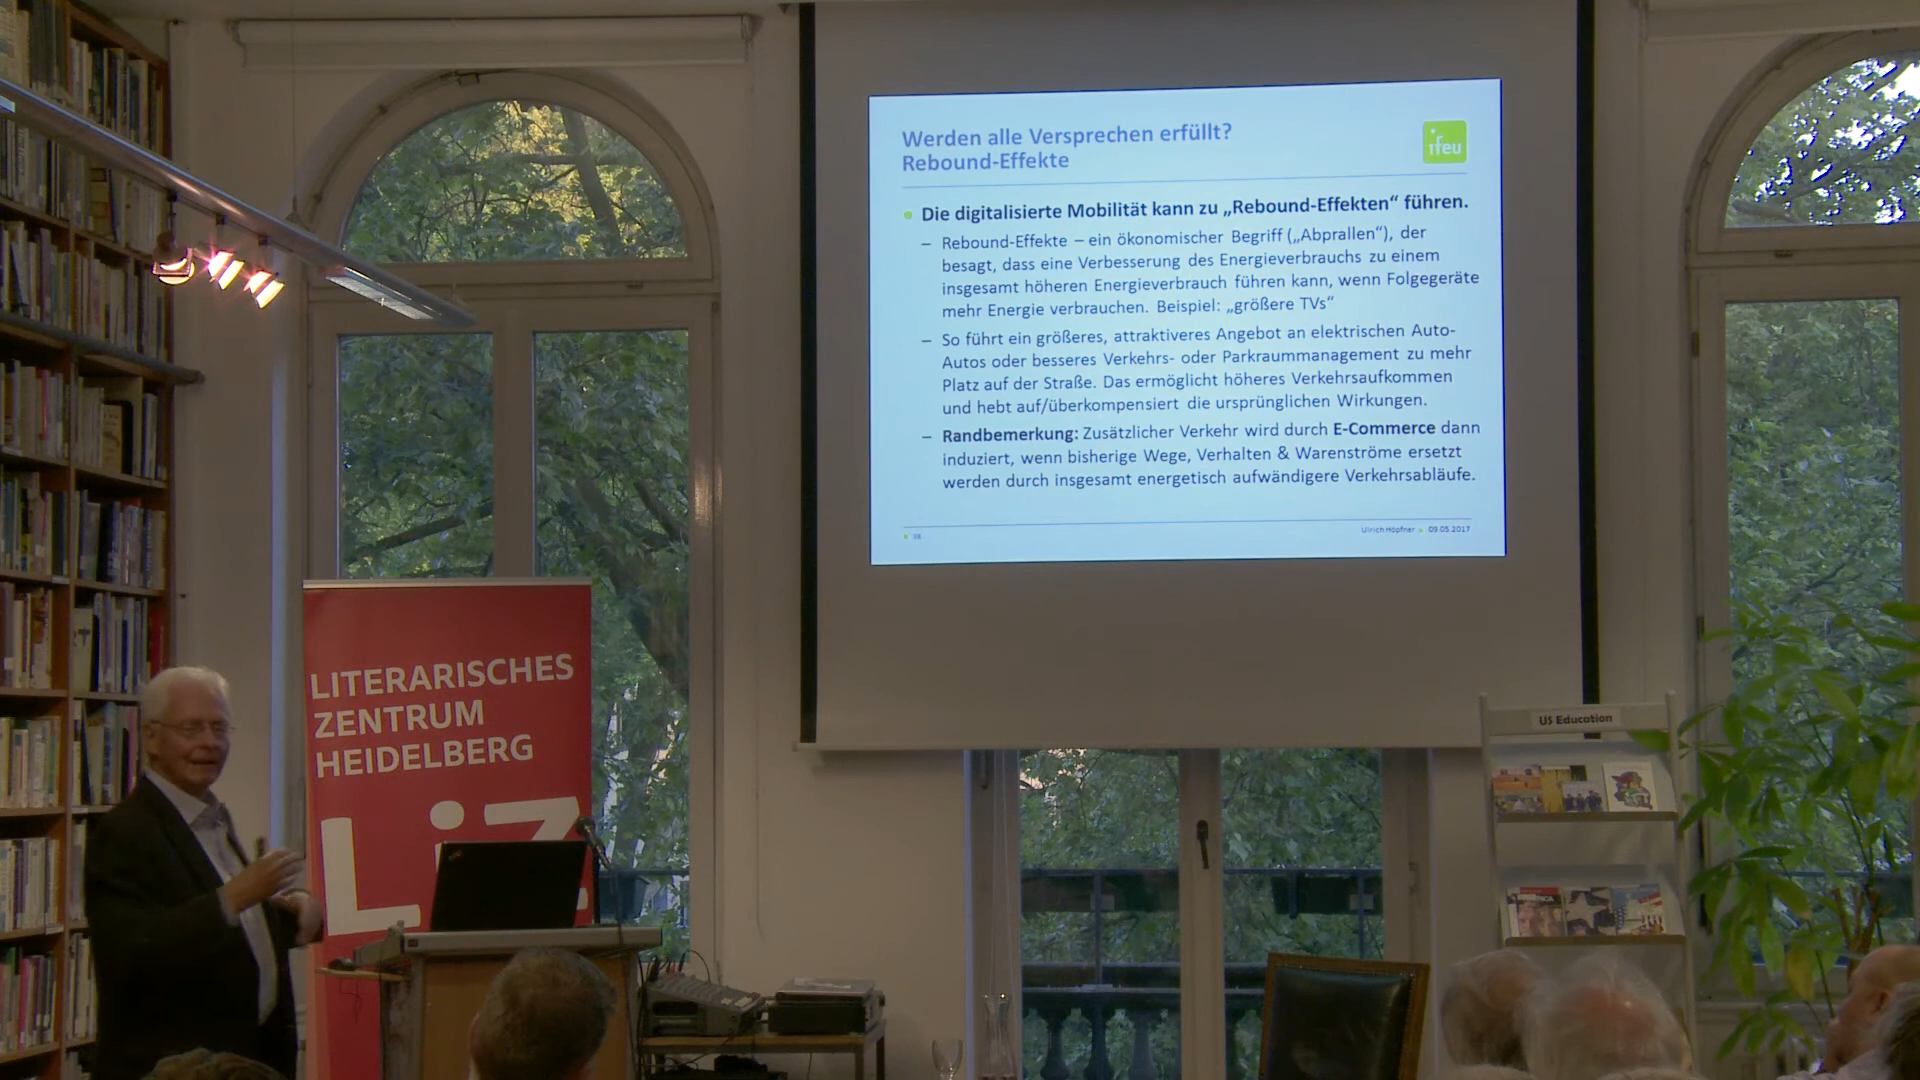 Werden alle Versprechen erfüllt?
Rebound-Effekte
ifeu
Die digitalisierte Mobilität kann zu „Rebound-Effekten“ führen.
– Rebound-Effekte – ein ökonomischer Begriff („Abprallen“), der
besagt, dass eine Verbesserung des Energieverbrauchs zu einem
insgesamt höheren Energieverbrauch führen kann, wenn Folgegeräte
mehr Energie verbrauchen. Beispiel: „größere TVs“
– So führt ein größeres, attraktiveres Angebot an elektrischen Auto-
Autos oder besseres Verkehrs- oder Parkraummanagement zu mehr
Platz auf der Straße. Das ermöglicht höheres Verkehrsaufkommen
und hebt auf/überkompensiert die ursprünglichen Wirkungen.
– Randbemerkung: Zusätzlicher Verkehr wird durch E-Commerce dann
induziert, wenn bisherige Wege, Verhalten & Warenströme ersetzt
werden durch insgesamt energetisch aufwändigere Verkehrsabläufe.
Ulrich Höpfner 09.05.2017
LITERARISCHES
ZENTRUM
HEIDELBERG
LiZ
US Education